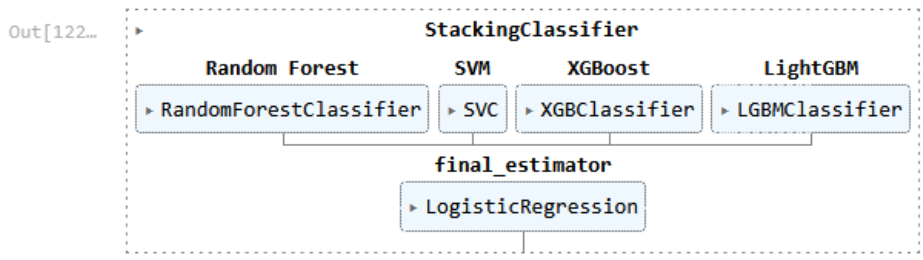 Out[122…
StackingClassifier
Random Forest SVM XGBoost LightGBM
RandomForestClassifier SVC XGBClassifier LGBMClassifier
final_estimator
LogisticRegression